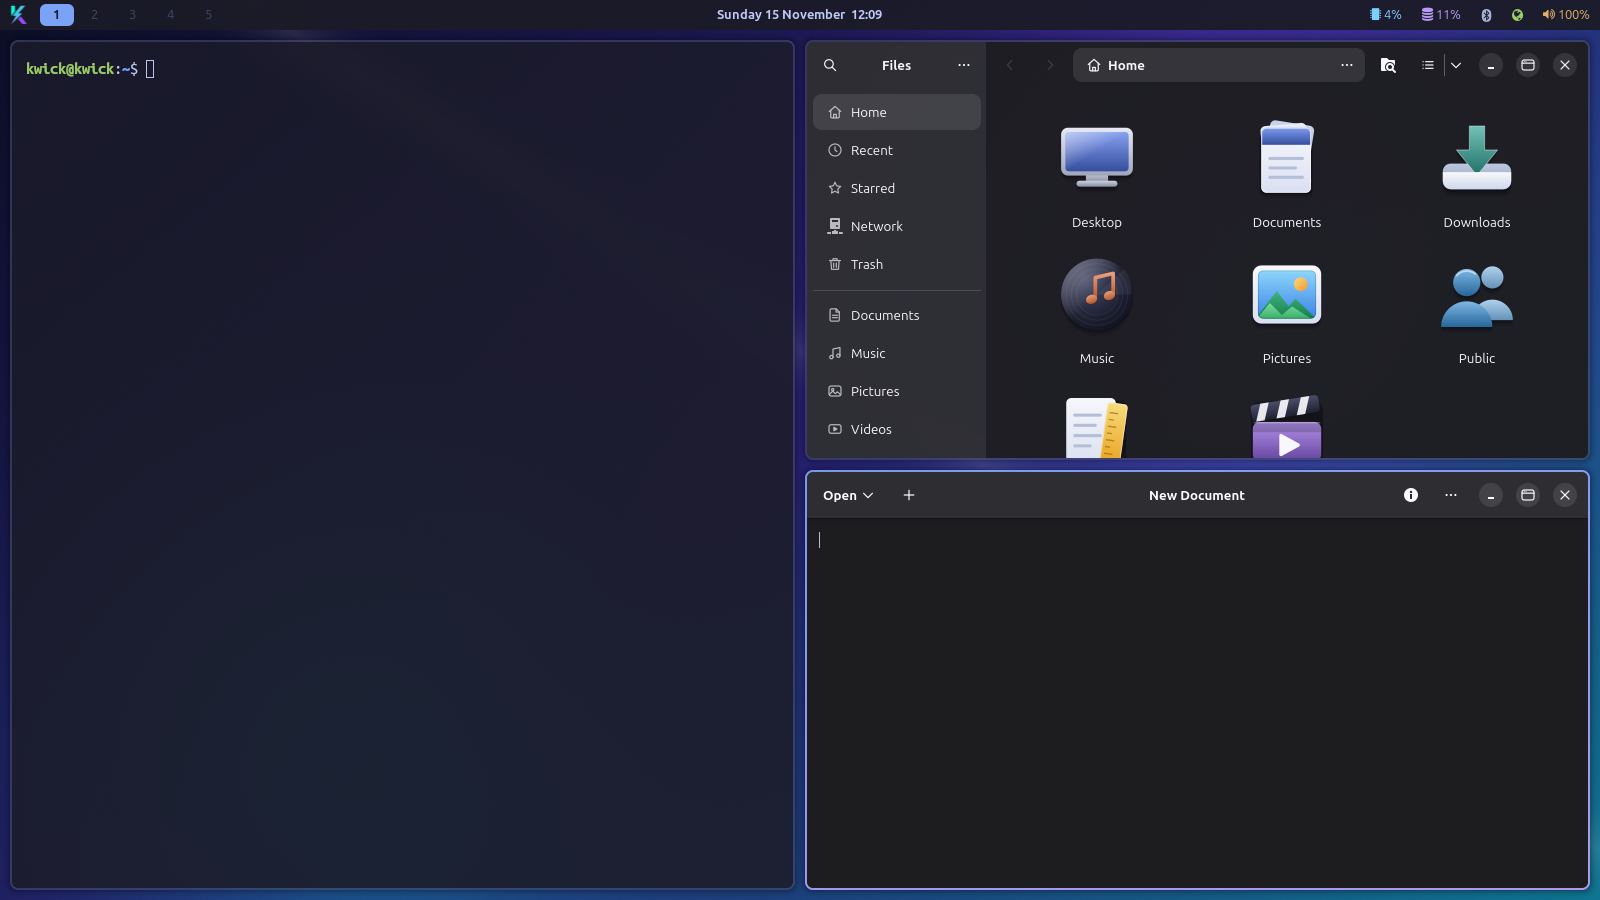 1 2 3 4 5 Sunday 15 November 12:09 4% 11% 100%
kwick@kwick:~$
Files
Home
Home
Recent
Starred
Network
Trash
Documents
Music
Pictures
Videos
Desktop Documents Downloads
Music Pictures Public
Open New Document